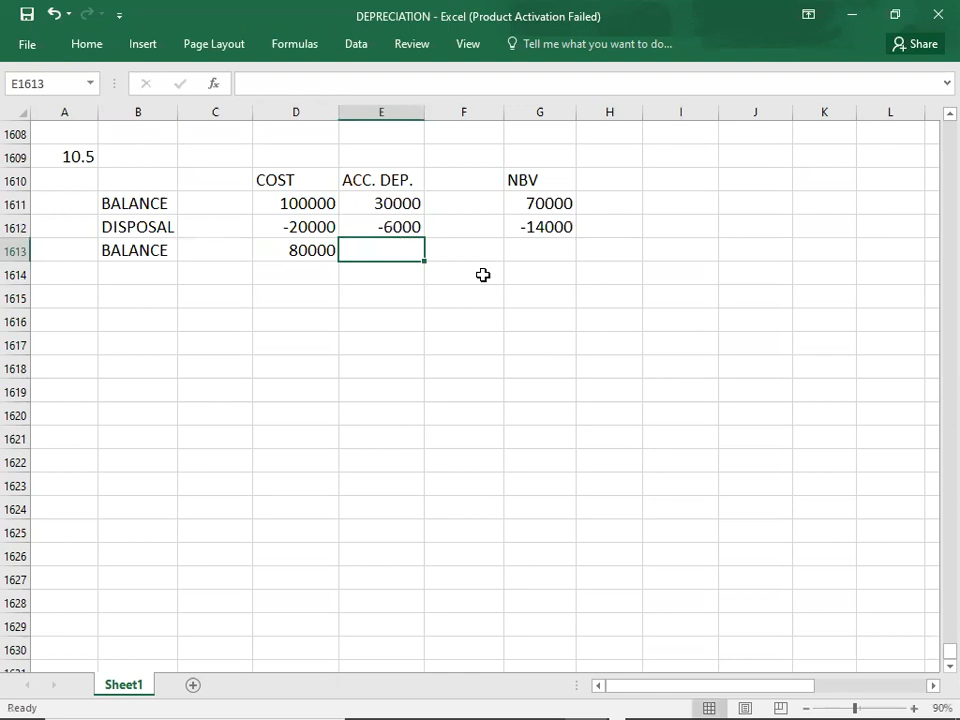 DEPRECIATION - Excel (Product Activation Failed)
File Home Insert Page Layout Formulas Data Review View Tell me what you want to do... Share
E1613 fx
A B C D E F G H I J K L
1608
1609 10.5
1610 COST ACC. DEP. NBV
1611 BALANCE 100000 30000 70000
1612 DISPOSAL -20000 -6000 -14000
1613 BALANCE 80000
1614
1615
1616
1617
1618
1619
1620
1621
1622
1623
1624
1625
1626
1627
1628
1629
1630
1631
Sheet1
Ready 90%